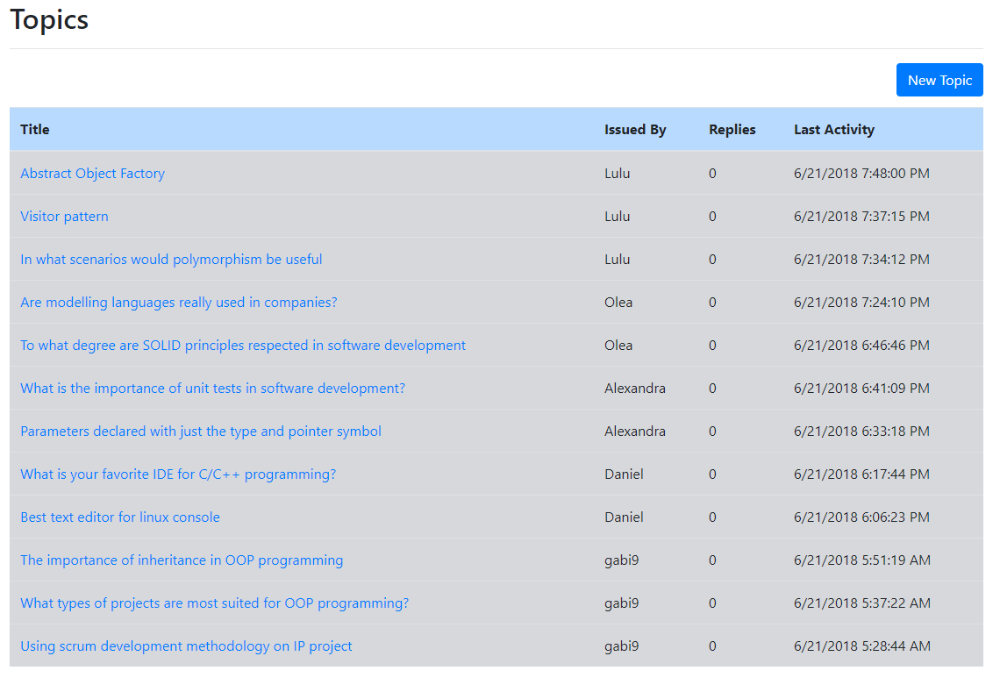 Topics
New Topic
Title Issued By Replies Last Activity
Abstract Object Factory Lulu 0 6/21/2018 7:48:00 PM
Visitor pattern Lulu 0 6/21/2018 7:37:15 PM
In what scenarios would polymorphism be useful Lulu 0 6/21/2018 7:34:12 PM
Are modelling languages really used in companies? Olea 0 6/21/2018 7:24:10 PM
To what degree are SOLID principles respected in software development Olea 0 6/21/2018 6:46:46 PM
What is the importance of unit tests in software development? Alexandra 0 6/21/2018 6:41:09 PM
Parameters declared with just the type and pointer symbol Alexandra 0 6/21/2018 6:33:18 PM
What is your favorite IDE for C/C++ programming? Daniel 0 6/21/2018 6:17:44 PM
Best text editor for linux console Daniel 0 6/21/2018 6:06:23 PM
The importance of inheritance in OOP programming gabi9 0 6/21/2018 5:51:19 AM
What types of projects are most suited for OOP programming? gabi9 0 6/21/2018 5:37:22 AM
Using scrum development methodology on IP project gabi9 0 6/21/2018 5:28:44 AM